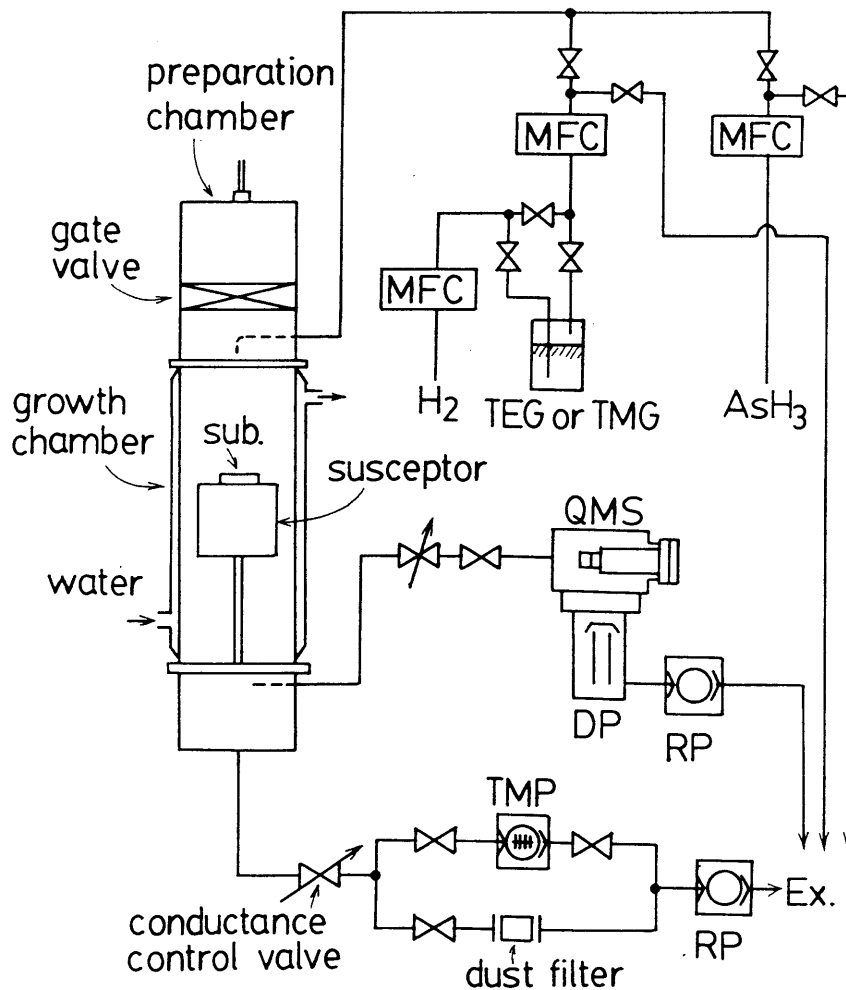 preparation
chamber
MFC
MFC
gate
valve
MFC
H2
TEG or TMG
AsH3
growth
chamber
sub.
susceptor
QMS
water
DP
RP
TMP
Ex.
conductance
control valve
dust filter
RP